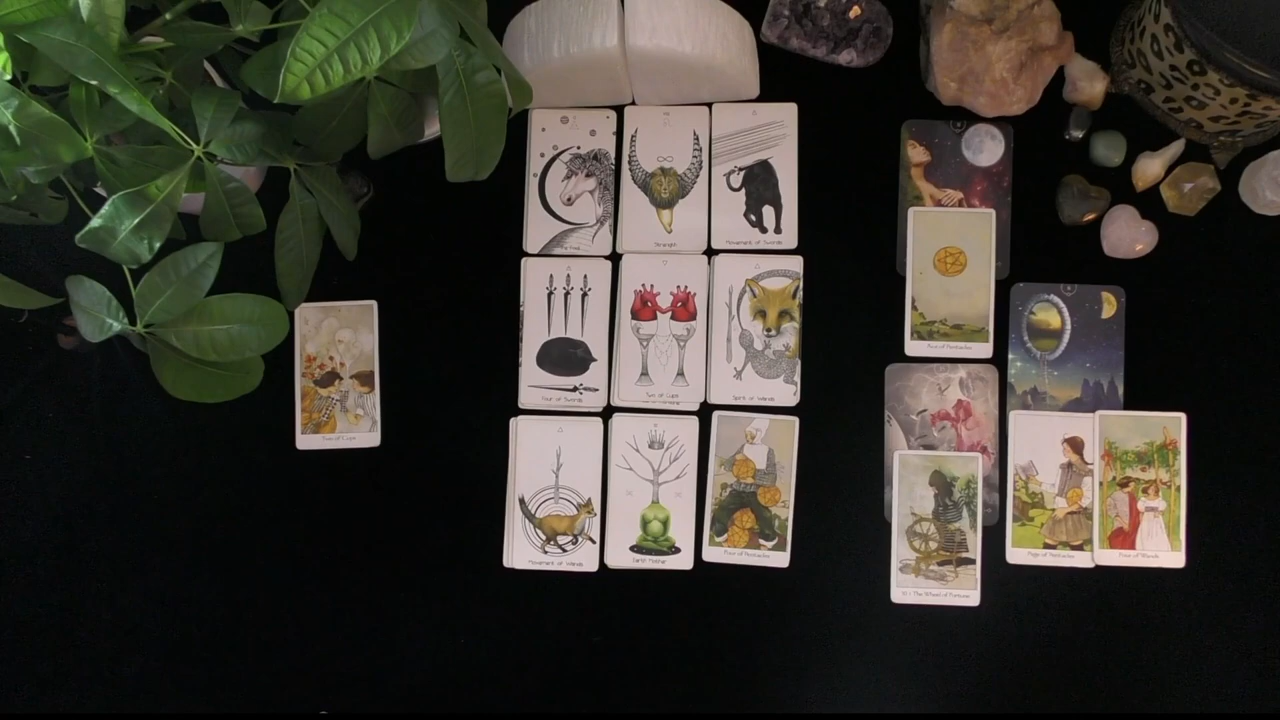 The Fool
VIII
Strength
Movement of Swords
Four of Swords
Two of Cups
Spirit of Wands
Movement of Wands
Earth Mother
Four of Pentacles
Two of Cups
Ace of Pentacles
The Wheel of Fortune
Page of Pentacles
Four of Wands